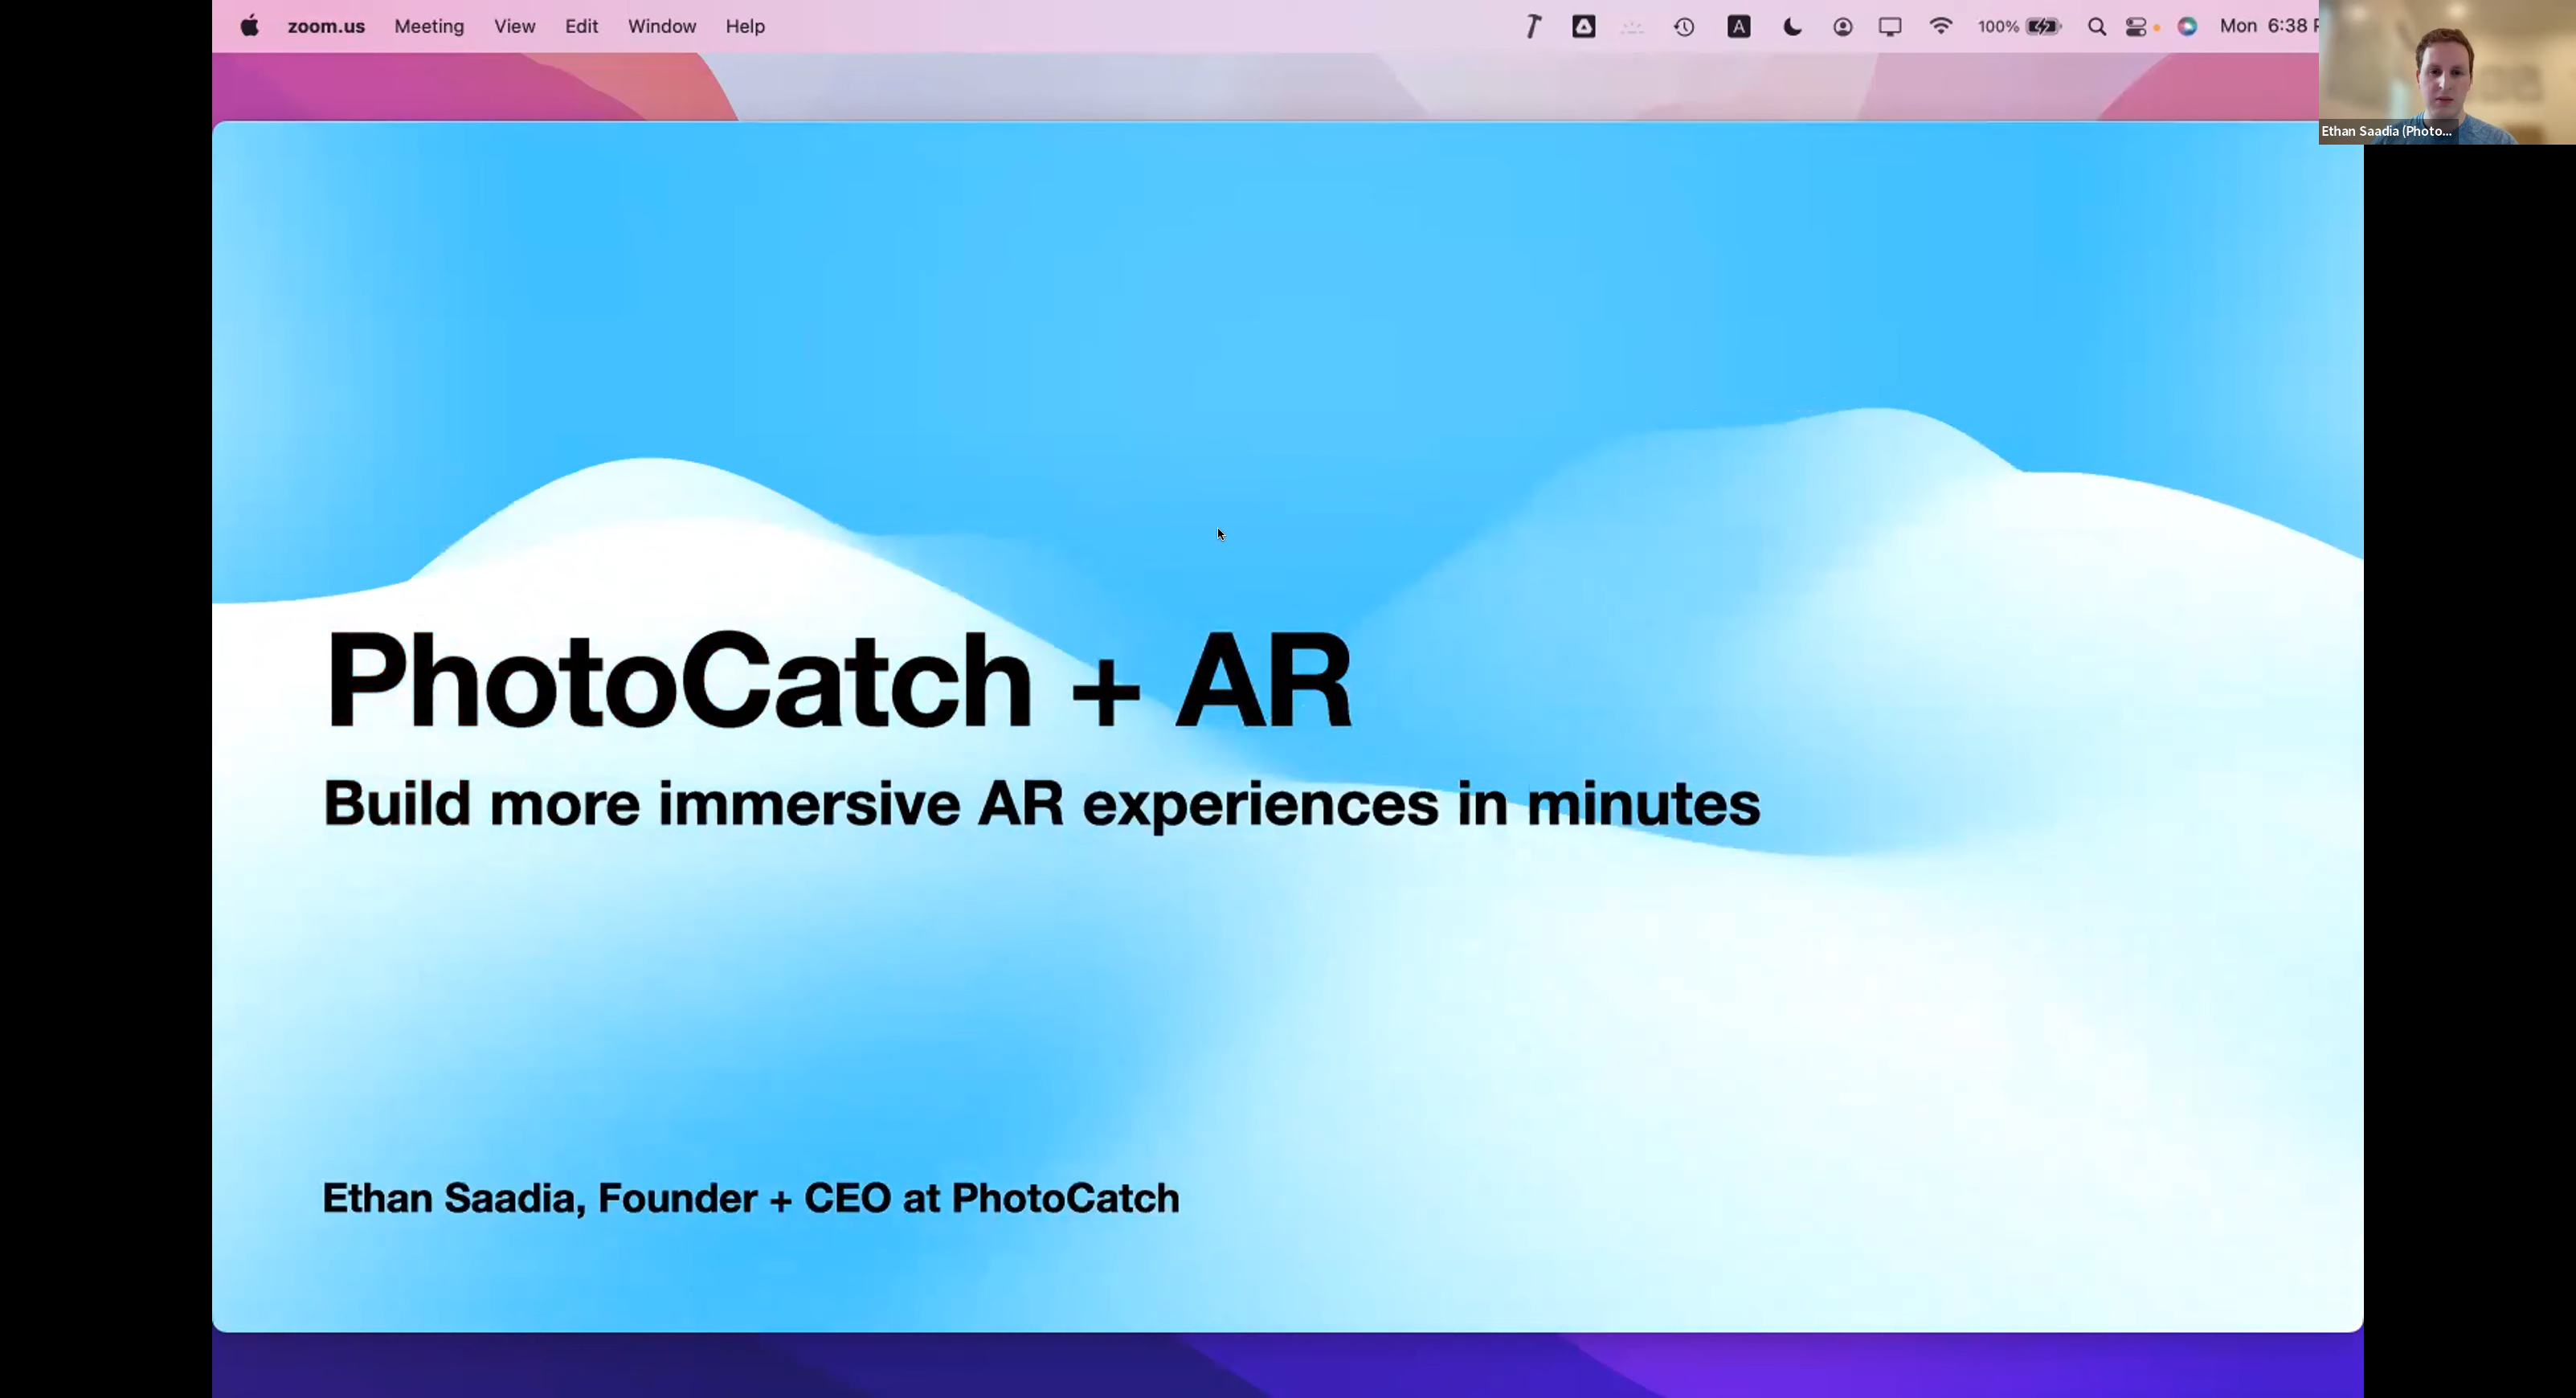 zoom.us Meeting View Edit Window Help 100% Mon 6:38
Ethan Saadia (Photo...
PhotoCatch + AR
Build more immersive AR experiences in minutes
Ethan Saadia, Founder + CEO at PhotoCatch